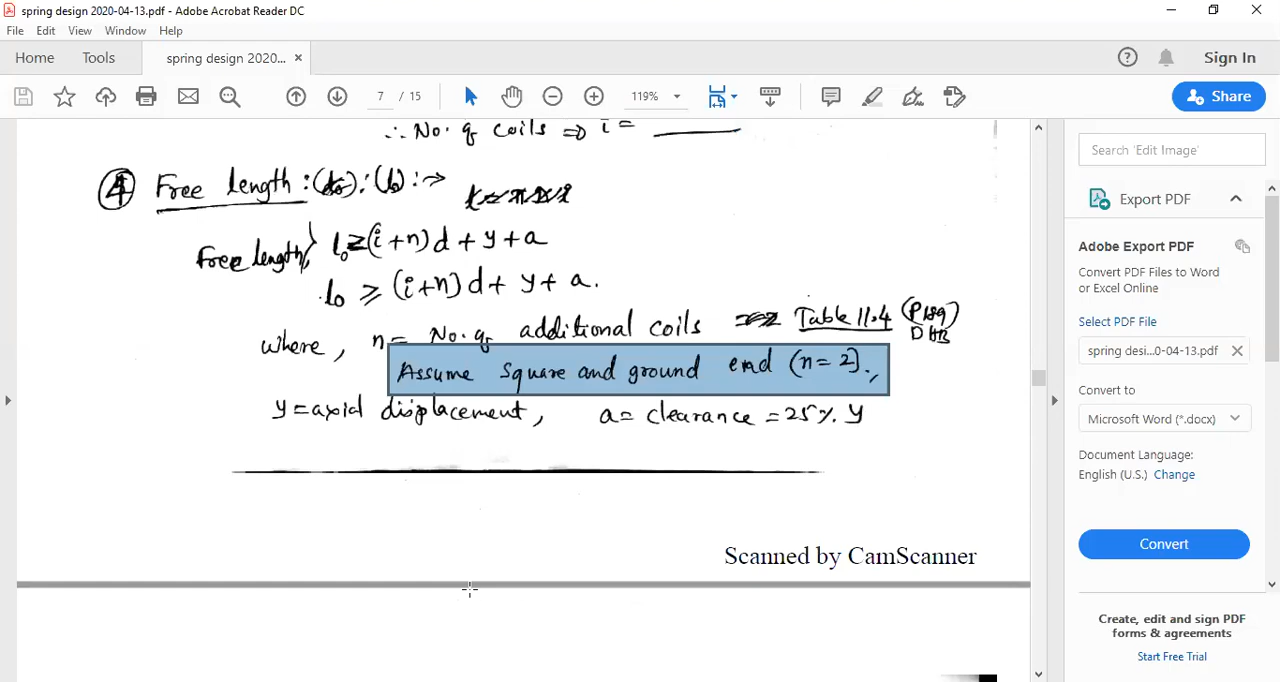 spring design 2020-04-13.pdf - Adobe Acrobat Reader DC
File Edit View Window Help
Home Tools spring design 2020... ×
Sign In
7 / 15 119% Share
∴ No. of coils ⇒ i =
④ Free length : (l₀) : →
Free length, l₀ ≥ (i+n)d + y + a
l₀ ≥ (i+n)d + y + a.
where, n = No. of additional coils Table 11.4 (P189)
DHB
Assume Square and ground end (n=2).,
y = axial displacement, a = clearance = 25% y
Scanned by CamScanner
Search 'Edit Image'
Export PDF
Adobe Export PDF
Convert PDF Files to Word
or Excel Online
Select PDF File
spring desi...0-04-13.pdf ×
Convert to
Microsoft Word (*.docx)
Document Language:
English (U.S.) Change
Convert
Create, edit and sign PDF
forms & agreements
Start Free Trial